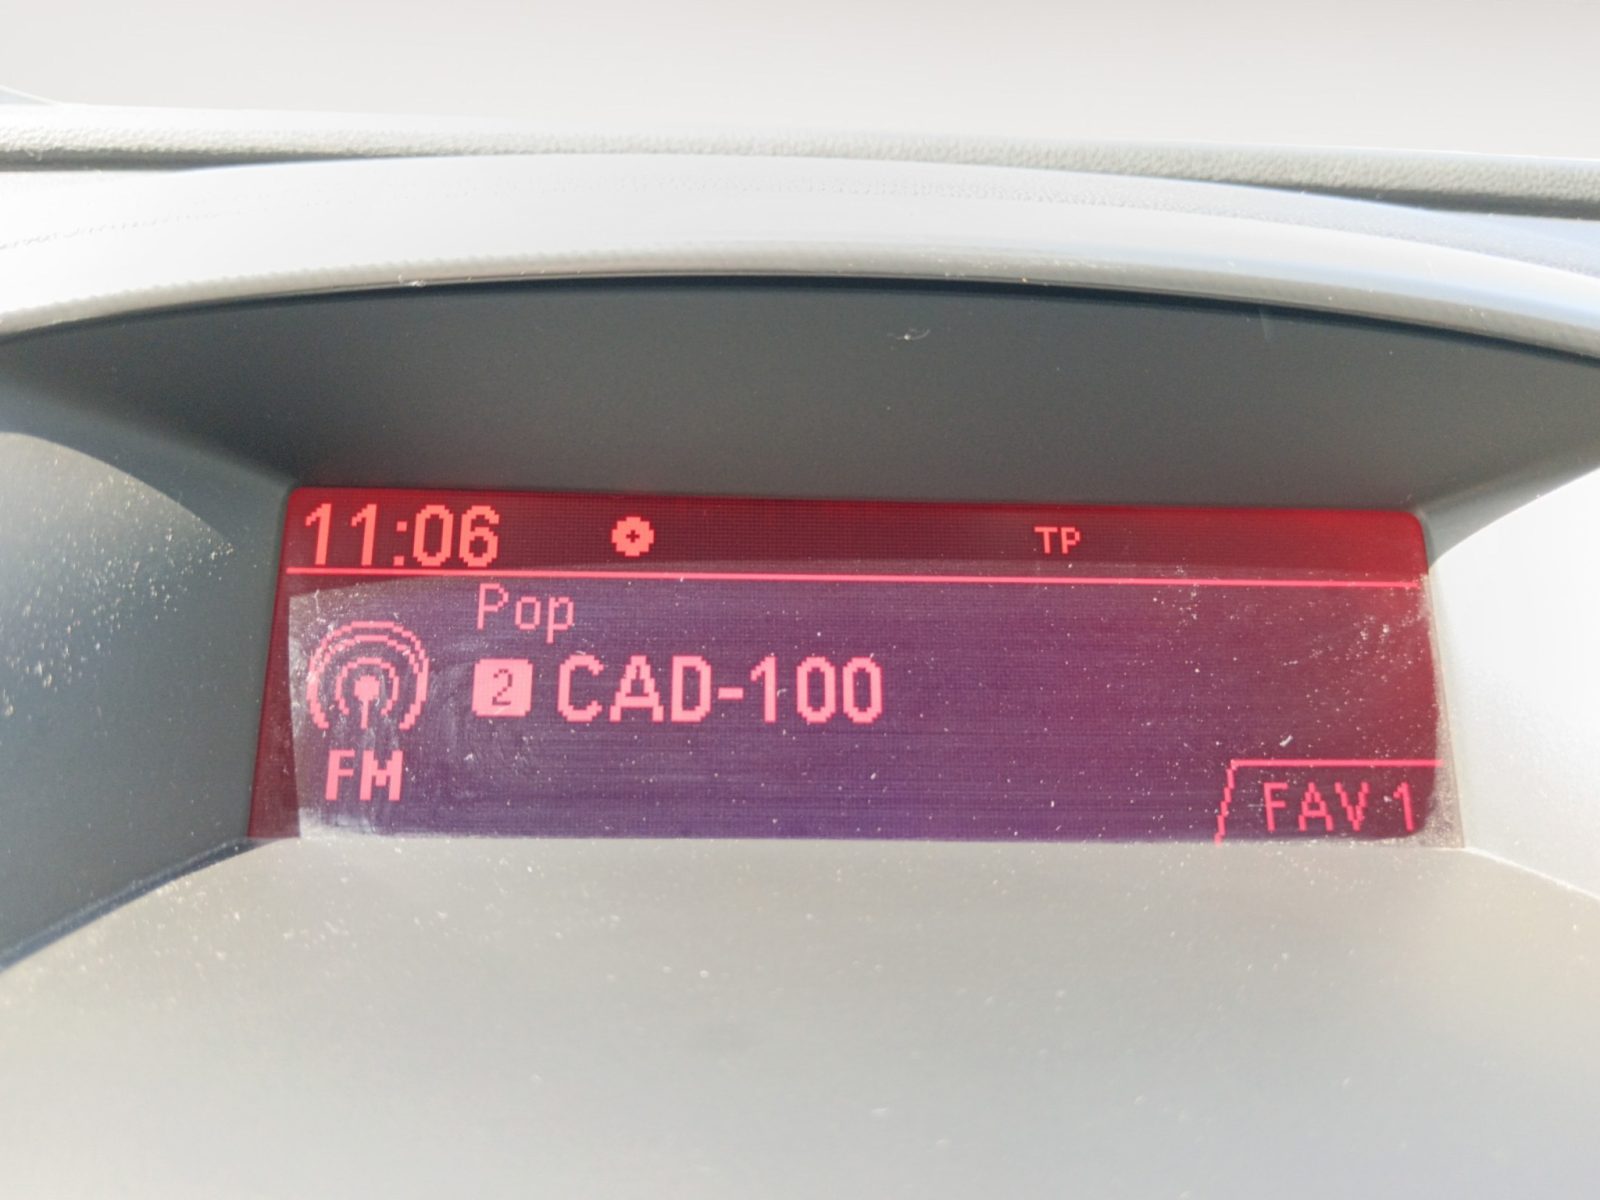 11:06 TP
Pop
2 CAD-100
FM
FAV 1